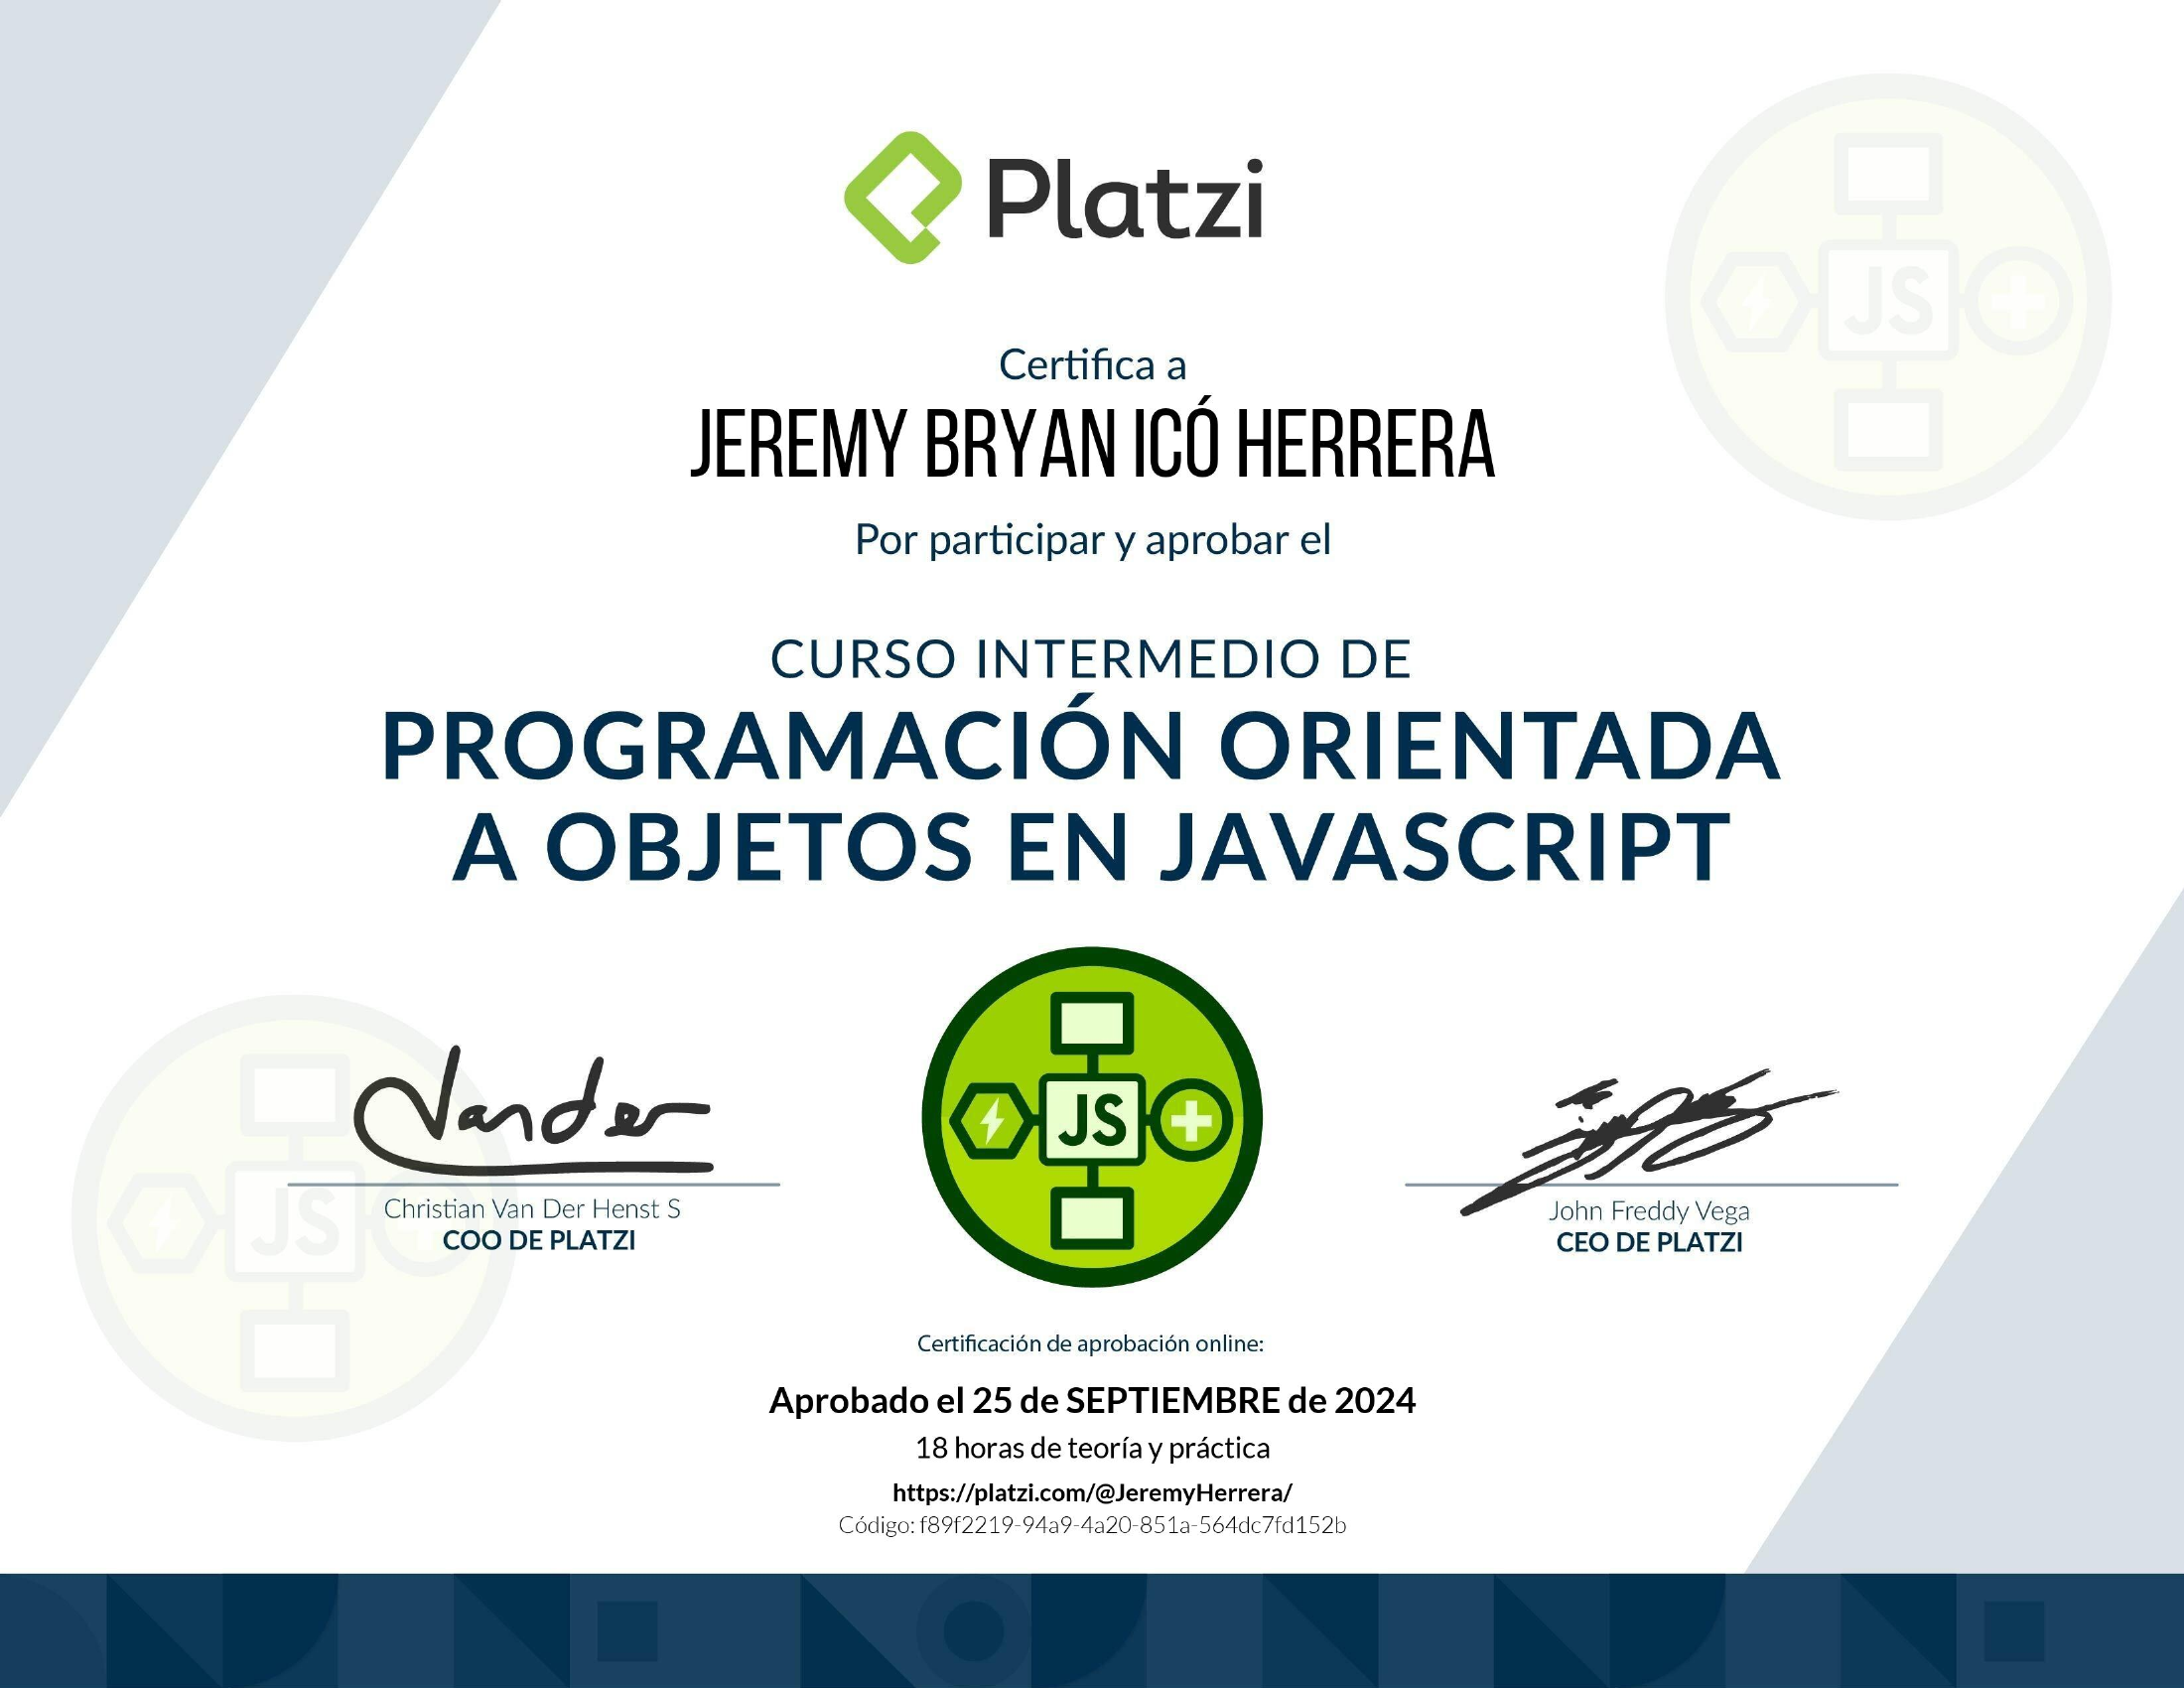 Platzi
Certifica a
JEREMY BRYAN ICÓ HERRERA
Por participar y aprobar el
CURSO INTERMEDIO DE
PROGRAMACIÓN ORIENTADA
A OBJETOS EN JAVASCRIPT
JS
JS
Vander
JS
Christian Van Der Henst S
COO DE PLATZI
John Freddy Vega
CEO DE PLATZI
Certificación de aprobación online:
Aprobado el 25 de SEPTIEMBRE de 2024
18 horas de teoría y práctica
https://platzi.com/@JeremyHerrera/
Código: f89f2219-94a9-4a20-851a-564dc7fd152b